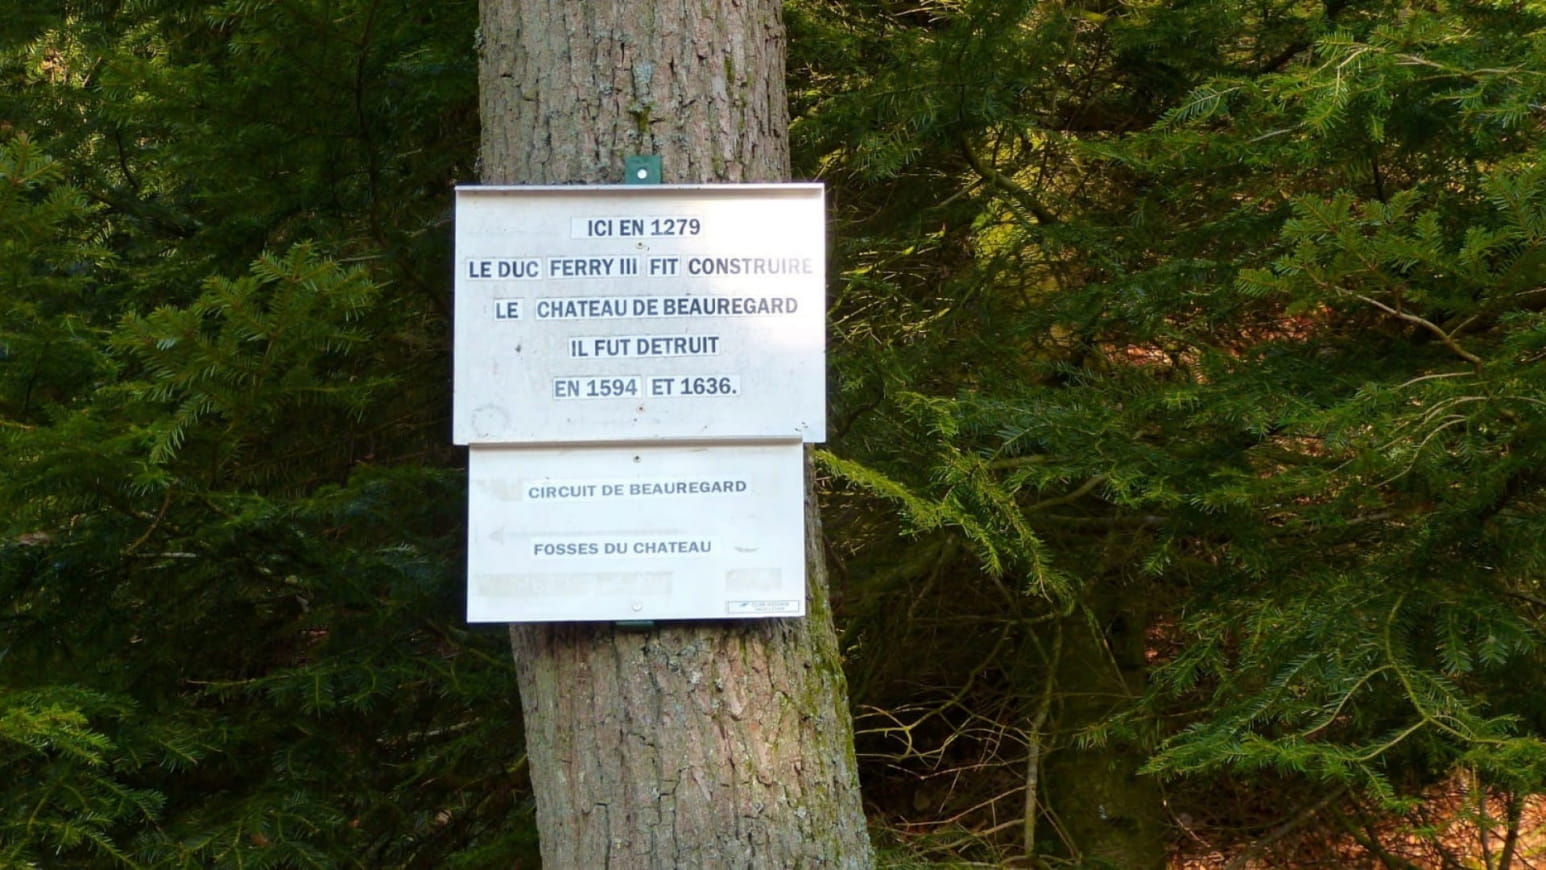 ICI EN 1279
LE DUC FERRY III FIT CONSTRUIRE
LE CHATEAU DE BEAUREGARD
IL FUT DETRUIT
EN 1594 ET 1636.
CIRCUIT DE BEAUREGARD
FOSSES DU CHATEAU